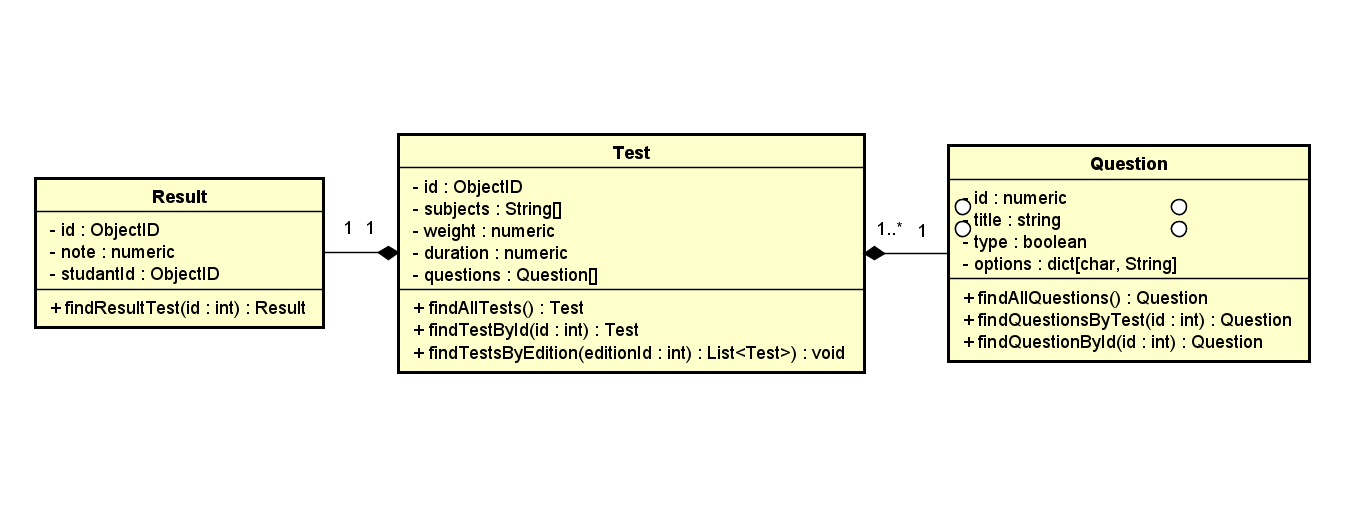 Result
- id : ObjectID
- note : numeric
- studantId : ObjectID
+ findResultTest(id : int) : Result
1 1
Test
- id : ObjectID
- subjects : String[]
- weight : numeric
- duration : numeric
- questions : Question[]
+ findAllTests() : Test
+ findTestById(id : int) : Test
+ findTestsByEdition(editionId : int) : List<Test>) : void
1..* 1
Question
- id : numeric
- title : string
- type : boolean
- options : dict[char, String]
+ findAllQuestions() : Question
+ findQuestionsByTest(id : int) : Question
+ findQuestionById(id : int) : Question